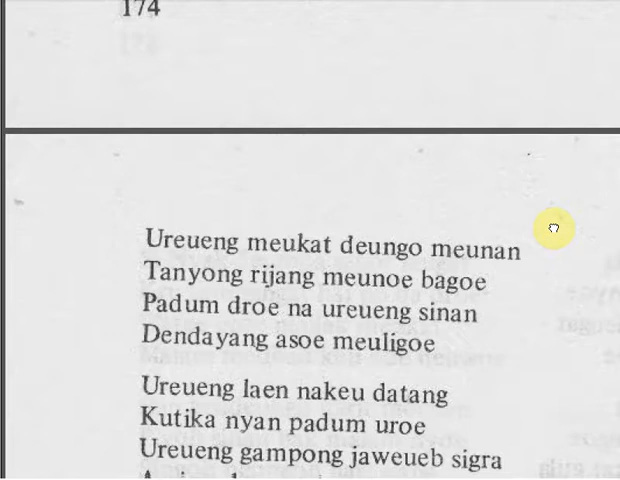 174
Ureueng meukat deungo meunan
Tanyong rijang meunoe bagoe
Padum droe na ureueng sinan
Dendayang asoe meuligoe
Ureueng laen nakeu datang
Kutika nyan padum uroe
Ureueng gampong jaweueb sigra